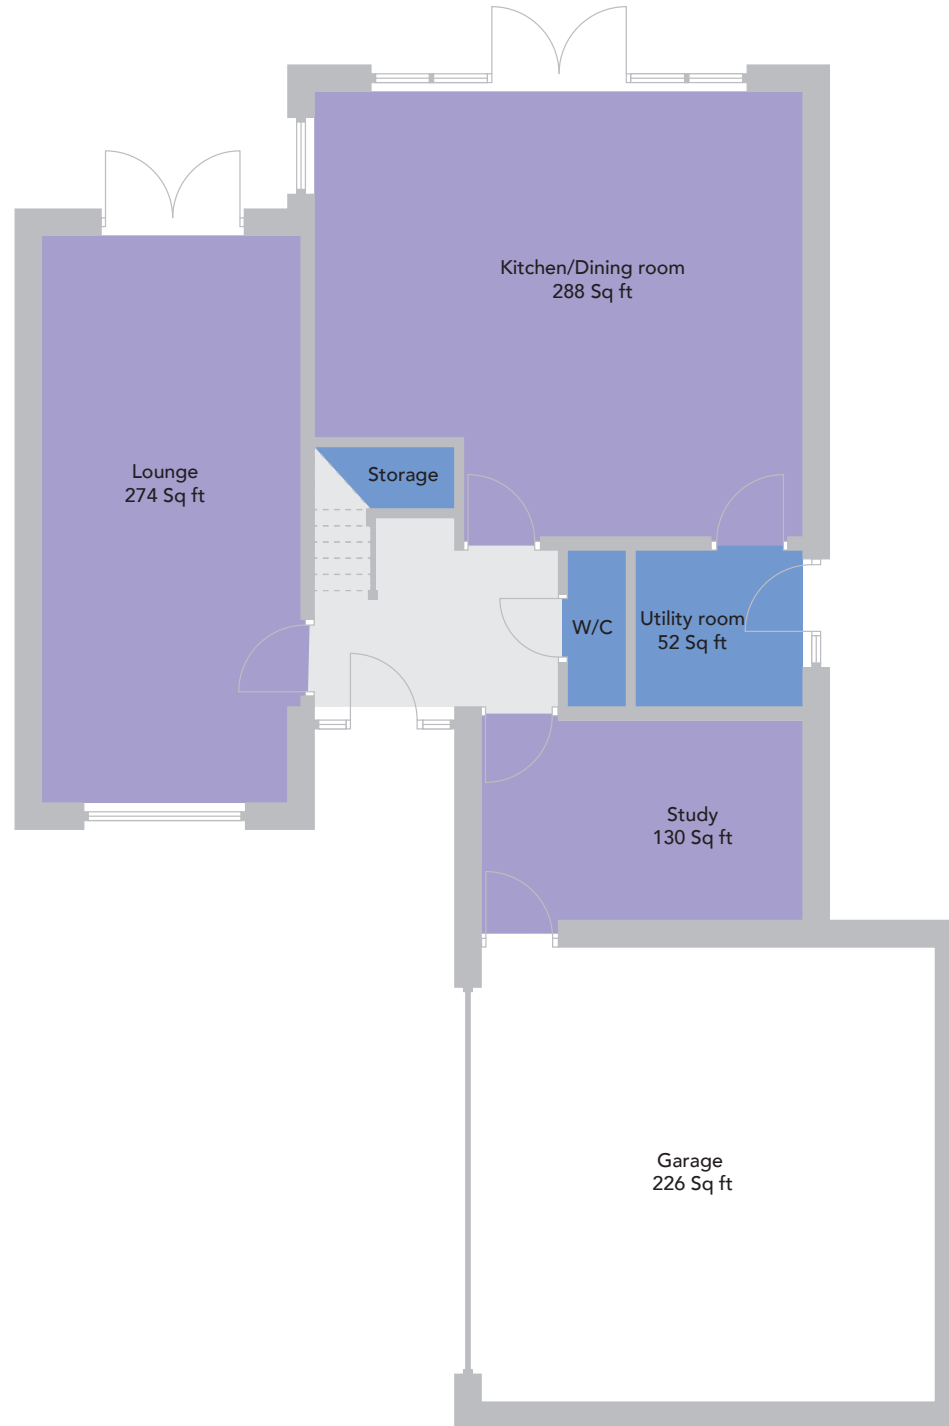 Kitchen/Dining room
288 Sq ft
Lounge
274 Sq ft
Storage
W/C
Utility room
52 Sq ft
Study
130 Sq ft
Garage
226 Sq ft